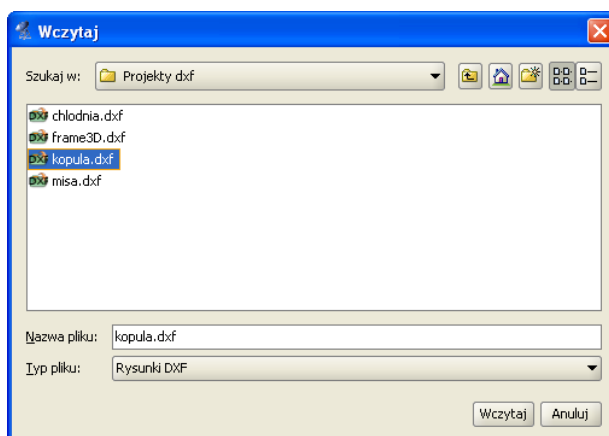 Wczytaj
Szukaj w: Projekty dxf
chlodnia.dxf
frame3D.dxf
kopula.dxf
misa.dxf
Nazwa pliku: kopula.dxf
Typ pliku: Rysunki DXF
Wczytaj Anuluj